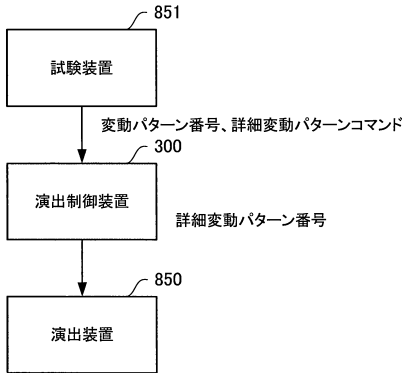 851
試験装置
変動パターン番号、詳細変動パターンコマンド
300
演出制御装置
詳細変動パターン番号
850
演出装置